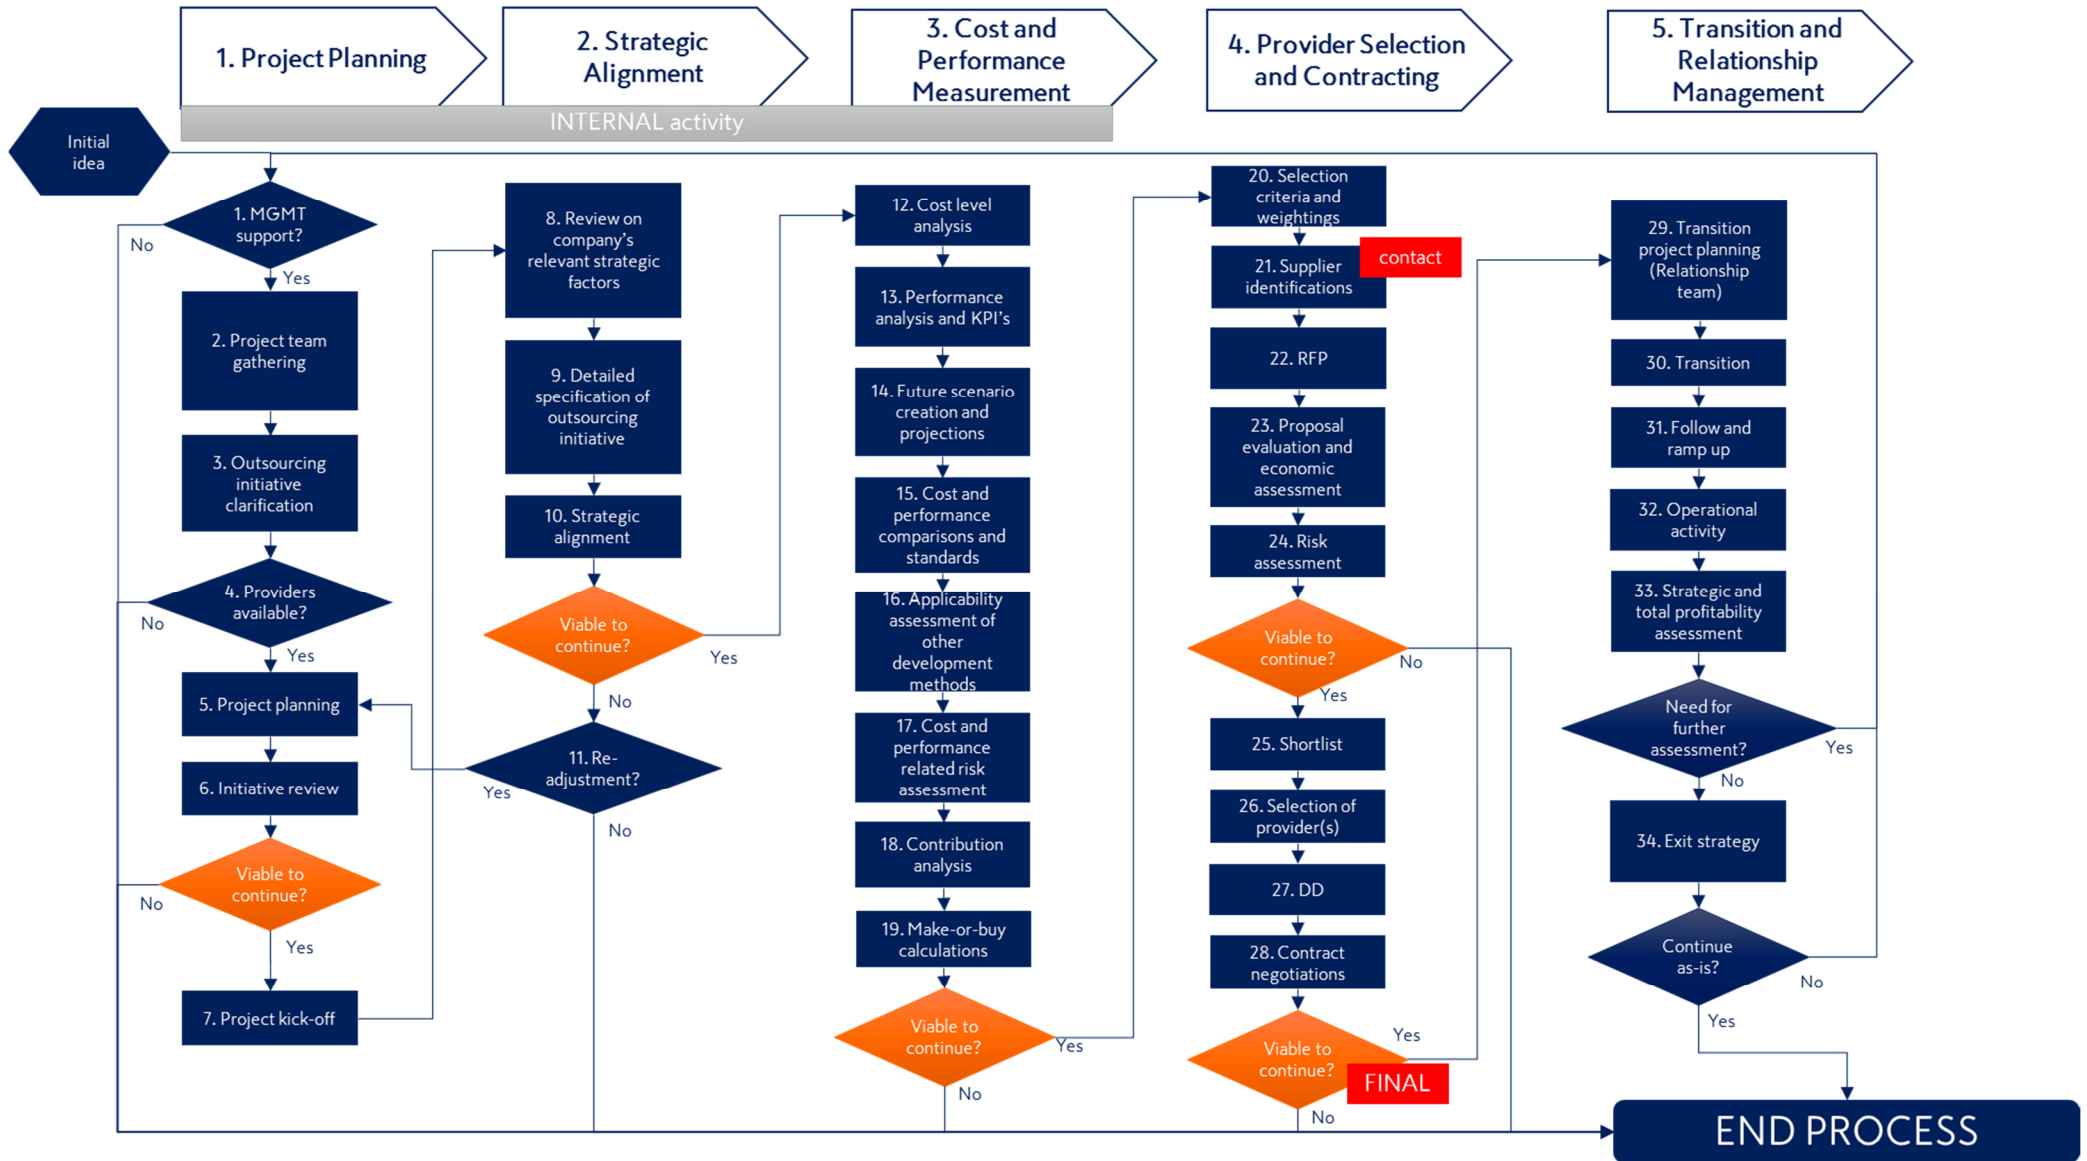 1. Project Planning
2. Strategic
Alignment
3. Cost and
Performance
Measurement
4. Provider Selection
and Contracting
5. Transition and
Relationship
Management
INTERNAL activity
Initial
idea
1. MGMT
support?
No
Yes
2. Project team
gathering
3. Outsourcing
initiative
clarification
4. Providers
available?
No
Yes
5. Project planning
6. Initiative review
Viable to
continue?
No
Yes
7. Project kick-off
8. Review on
company's
relevant strategic
factors
9. Detailed
specification of
outsourcing
initiative
10. Strategic
alignment
Viable to
continue?
Yes
No
11. Re-
adjustment?
Yes
No
12. Cost level
analysis
13. Performance
analysis and KPI's
14. Future scenario
creation and
projections
15. Cost and
performance
comparisons and
standards
16. Applicability
assessment of
other
development
methods
17. Cost and
performance
related risk
assessment
18. Contribution
analysis
19. Make-or-buy
calculations
Viable to
continue?
Yes
No
20. Selection
criteria and
weightings
contact
21. Supplier
identifications
22. RFP
23. Proposal
evaluation and
economic
assessment
24. Risk
assessment
Viable to
continue?
No
Yes
25. Shortlist
26. Selection of
provider(s)
27. DD
28. Contract
negotiations
Viable to
continue?
Yes
FINAL
No
29. Transition
project planning
(Relationship
team)
30. Transition
31. Follow and
ramp up
32. Operational
activity
33. Strategic and
total profitability
assessment
Need for
further
assessment?
Yes
No
34. Exit strategy
Continue
as-is?
No
Yes
END PROCESS